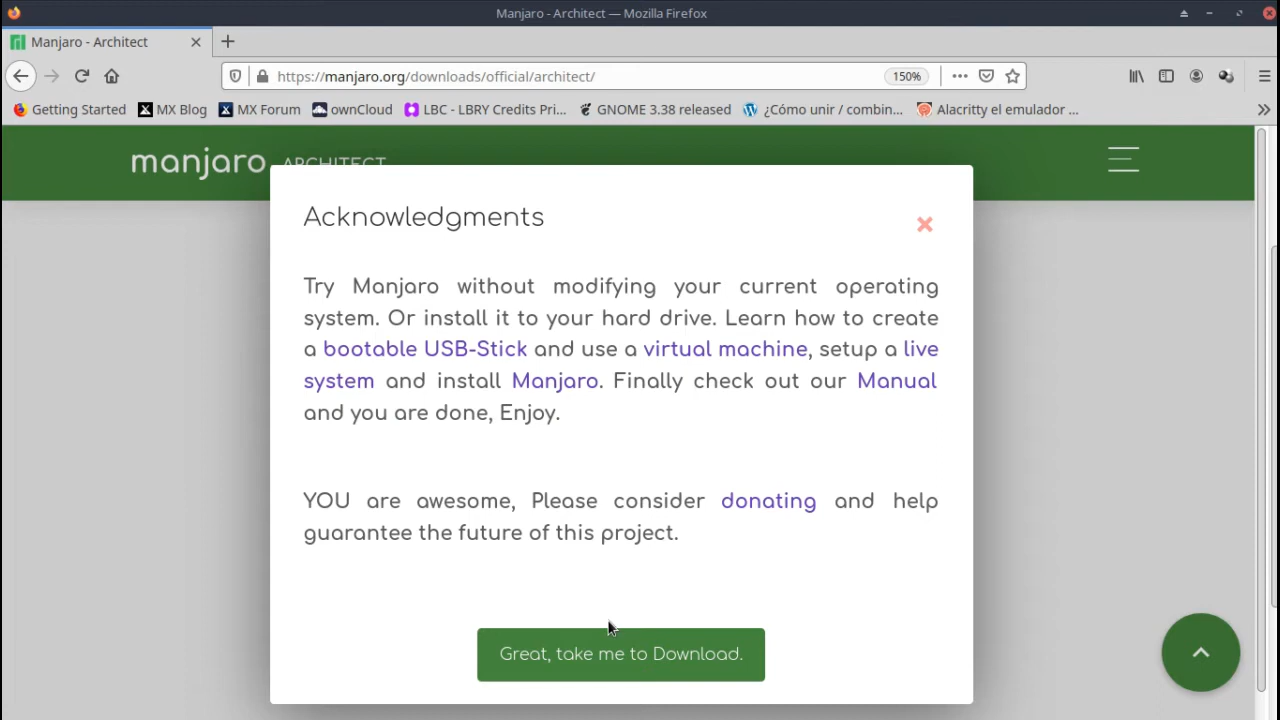 Manjaro - Architect — Mozilla Firefox
Manjaro - Architect
https://manjaro.org/downloads/official/architect/
150%
Getting Started
MX Blog
MX Forum
ownCloud
LBC - LBRY Credits Pri...
GNOME 3.38 released
¿Cómo unir / combin...
Alacritty el emulador ...
manjaro ARCHITECT
Acknowledgments
Try Manjaro without modifying your current operating
system. Or install it to your hard drive. Learn how to create
a bootable USB-Stick and use a virtual machine, setup a live
system and install Manjaro. Finally check out our Manual
and you are done, Enjoy.
YOU are awesome, Please consider donating and help
guarantee the future of this project.
Great, take me to Download.